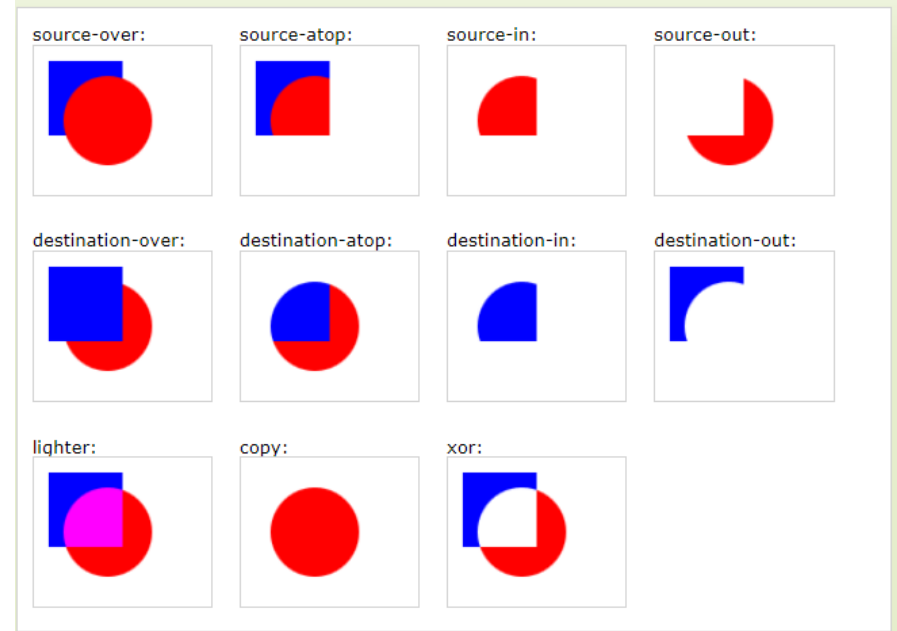 source-over: source-atop: source-in: source-out:
destination-over: destination-atop: destination-in: destination-out:
lighter: copy: xor: